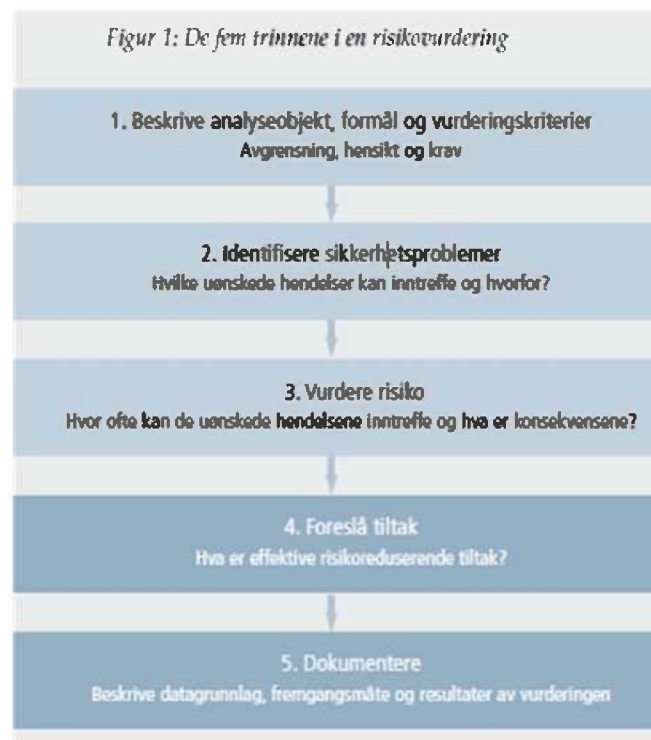 Figur 1: De fem trinnene i en risikovurdering
1. Beskrive analyseobjekt, formål og vurderingskriterier
Avgrensning, hensikt og krav
2. Identifisere sikkerhetsproblemer
Hvilke uønskede hendelser kan inntreffe og hvorfor?
3. Vurdere risiko
Hvor ofte kan de uønskede hendelsene inntreffe og hva er konsekvensene?
4. Foreslå tiltak
Hva er effektive risikoreduserende tiltak?
5. Dokumentere
Beskrive datagrunnlag, fremgangsmåte og resultater av vurderingen